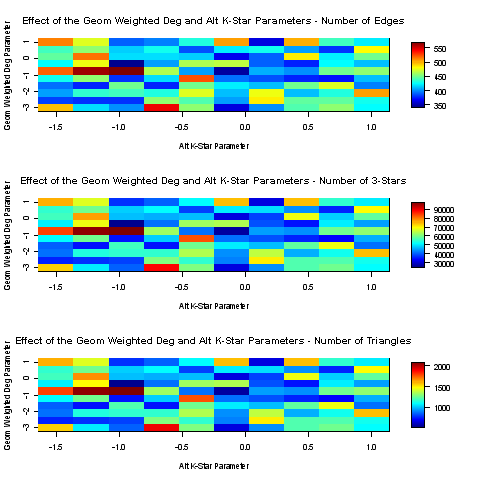 Effect of the Geom Weighted Deg and Alt K-Star Parameters - Number of Edges
Geom Weighted Deg Parameter
1
0
-1
-2
-3
-1.5 -1.0 -0.5 0.0 0.5 1.0
Alt K-Star Parameter
550
500
450
400
350
Effect of the Geom Weighted Deg and Alt K-Star Parameters - Number of 3-Stars
Geom Weighted Deg Parameter
1
0
-1
-2
-3
-1.5 -1.0 -0.5 0.0 0.5 1.0
Alt K-Star Parameter
90000
80000
70000
60000
50000
40000
30000
Effect of the Geom Weighted Deg and Alt K-Star Parameters - Number of Triangles
Geom Weighted Deg Parameter
1
0
-1
-2
-3
-1.5 -1.0 -0.5 0.0 0.5 1.0
Alt K-Star Parameter
2000
1500
1000